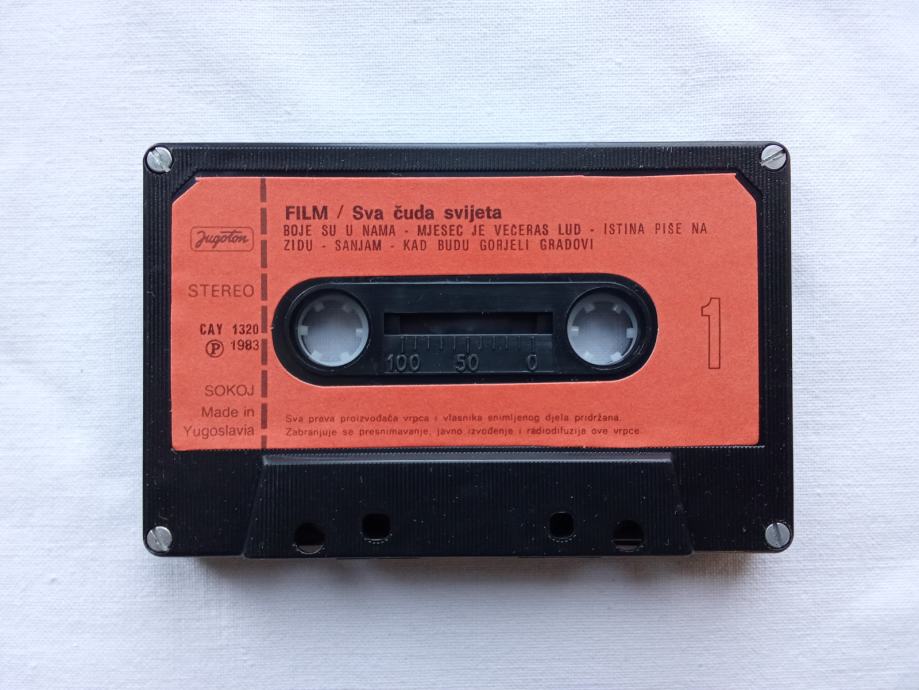 FILM / Sva čuda svijeta
BOJE SU U NAMA - MJESEC JE VEČERAS LUD - ISTINA PISE NA
ZIDU - SANJAM - KAD BUDU GORJELI GRADOVI
Jugoton
STEREO
CAY 1320
Ⓟ 1983
SOKOJ
Made in
Yugoslavia
100 50 0
1
Sva prava proizvođača vrpca i vlasnika snimljenog djela pridržana.
Zabranjuje se presnimavanje, javno izvođenje i radiodifuzija ove vrpce.